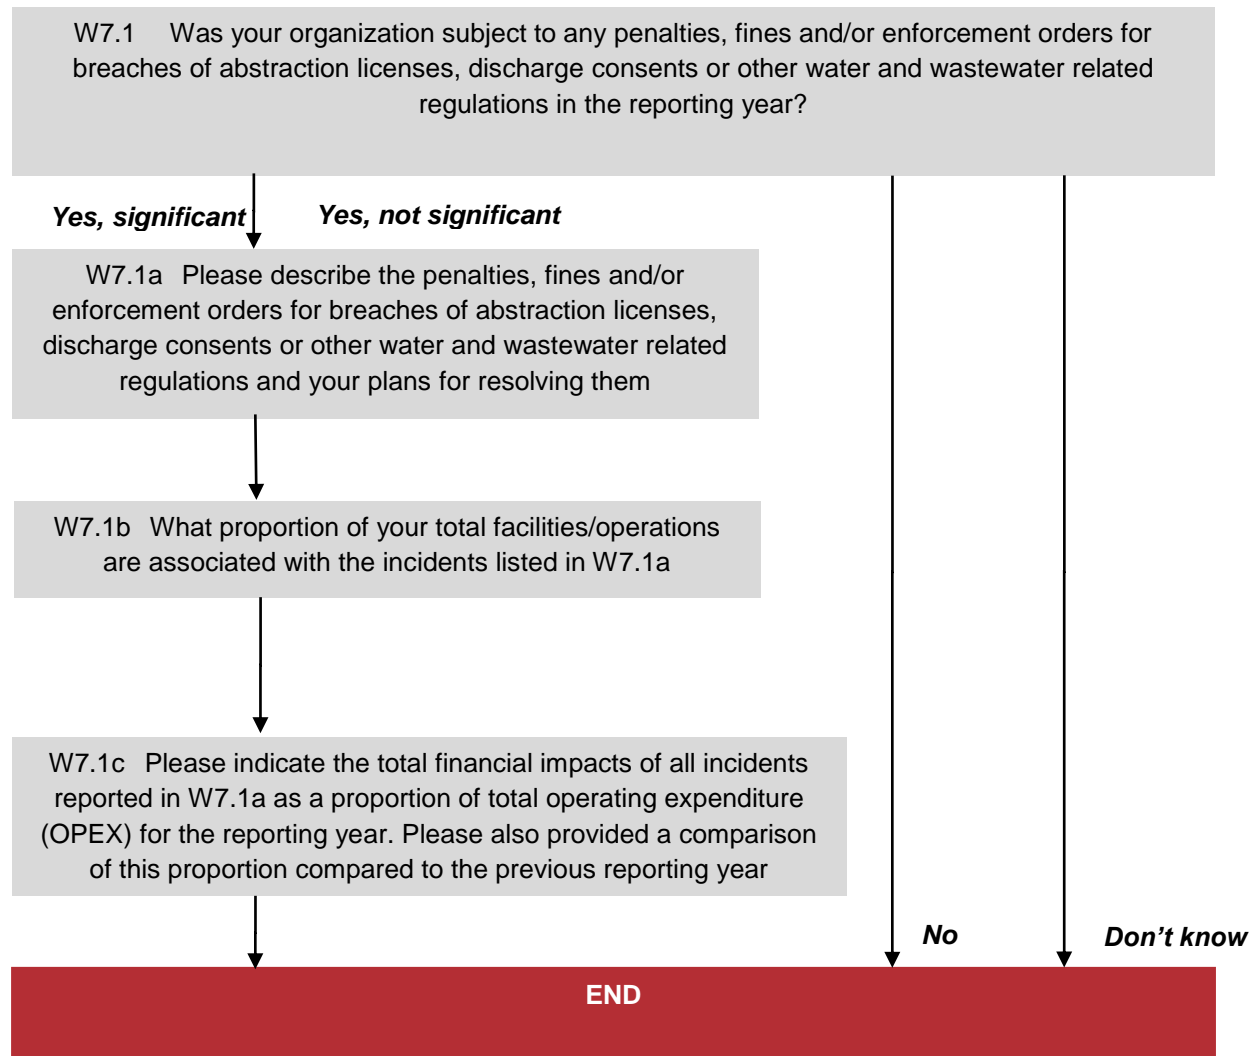 W7.1 Was your organization subject to any penalties, fines and/or enforcement orders for
breaches of abstraction licenses, discharge consents or other water and wastewater related
regulations in the reporting year?
Yes, significant
Yes, not significant
W7.1a Please describe the penalties, fines and/or
enforcement orders for breaches of abstraction licenses,
discharge consents or other water and wastewater related
regulations and your plans for resolving them
W7.1b What proportion of your total facilities/operations
are associated with the incidents listed in W7.1a
W7.1c Please indicate the total financial impacts of all incidents
reported in W7.1a as a proportion of total operating expenditure
(OPEX) for the reporting year. Please also provided a comparison
of this proportion compared to the previous reporting year
No
Don’t know
END